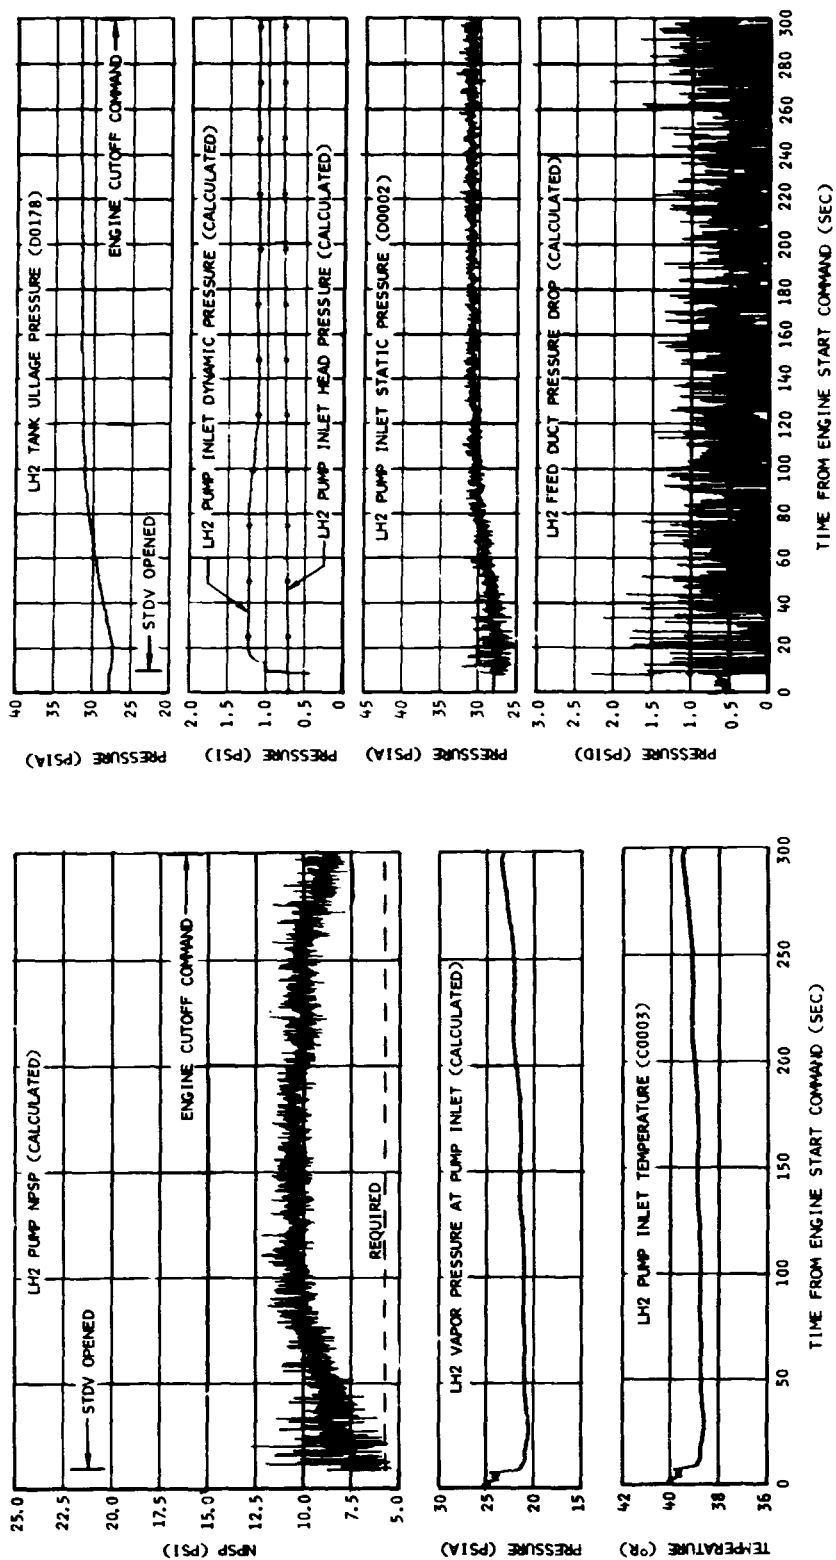 LH2 PUMP NPSP (CALCULATED)
STDV OPENED
ENGINE CUTOFF COMMAND
REQUIRED
NPSP (PSI)
25.0
22.5
20.0
17.5
15.0
12.5
10.0
7.5
5.0
LH2 VAPOR PRESSURE AT PUMP INLET (CALCULATED)
PRESSURE (PSIA)
30
25
20
15
LH2 PUMP INLET TEMPERATURE (C0003)
TEMPERATURE (°R)
42
40
38
36
0 50 100 150 200 250 300
TIME FROM ENGINE START COMMAND (SEC)
LH2 TANK ULLAGE PRESSURE (D0178)
STDV OPENED
ENGINE CUTOFF COMMAND
PRESSURE (PSIA)
40
35
30
25
20
LH2 PUMP INLET DYNAMIC PRESSURE (CALCULATED)
LH2 PUMP INLET HEAD PRESSURE (CALCULATED)
PRESSURE (PSI)
2.0
1.5
1.0
0.5
0
LH2 PUMP INLET STATIC PRESSURE (D0002)
PRESSURE (PSIA)
45
35
30
25
LH2 FEED DUCT PRESSURE DROP (CALCULATED)
PRESSURE (PSID)
3.0
2.5
2.0
1.5
1.0
0.5
0
0 20 40 60 80 100 120 140 160 180 200 220 240 260 280 300
TIME FROM ENGINE START COMMAND (SEC)